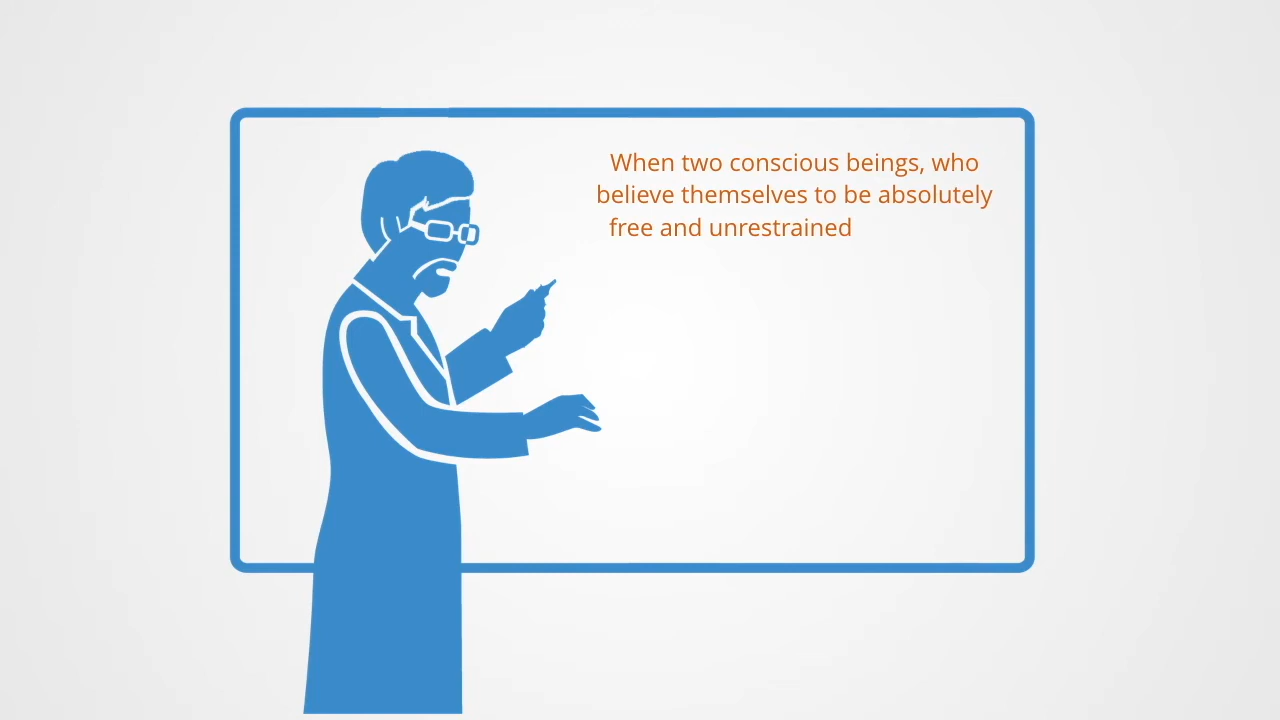 When two conscious beings, who
believe themselves to be absolutely
free and unrestrained